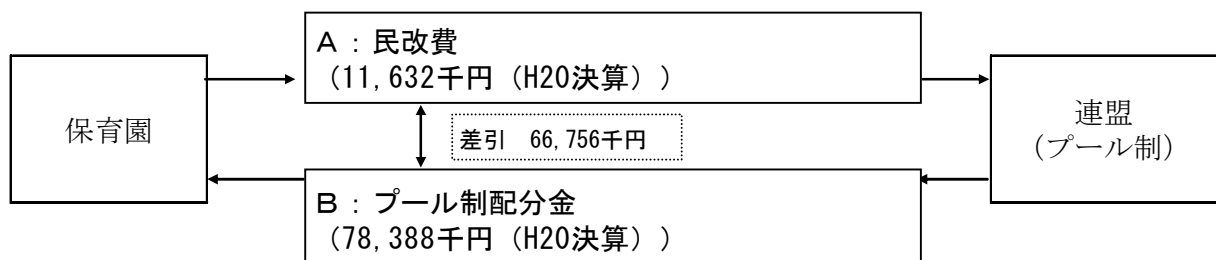 A：民改費
（11,632千円（H20決算））
保育園
差引　66,756千円
連盟
（プール制）
B：プール制配分金
（78,388千円（H20決算））